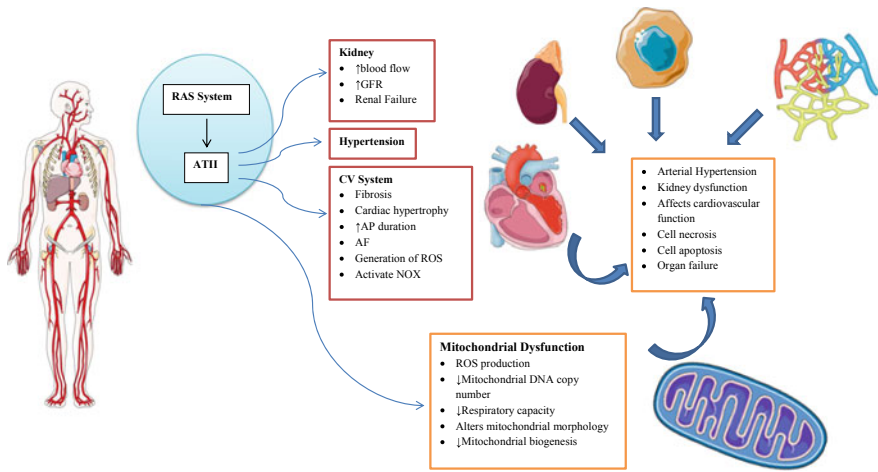 RAS System
ATII
Kidney
• ↑blood flow
• ↑GFR
• Renal Failure
Hypertension
CV System
• Fibrosis
• Cardiac hypertrophy
• ↑AP duration
• AF
• Generation of ROS
• Activate NOX
• Arterial Hypertension
• Kidney dysfunction
• Affects cardiovascular
function
• Cell necrosis
• Cell apoptosis
• Organ failure
Mitochondrial Dysfunction
• ROS production
• ↓Mitochondrial DNA copy
number
• ↓Respiratory capacity
• Alters mitochondrial morphology
• ↓Mitochondrial biogenesis